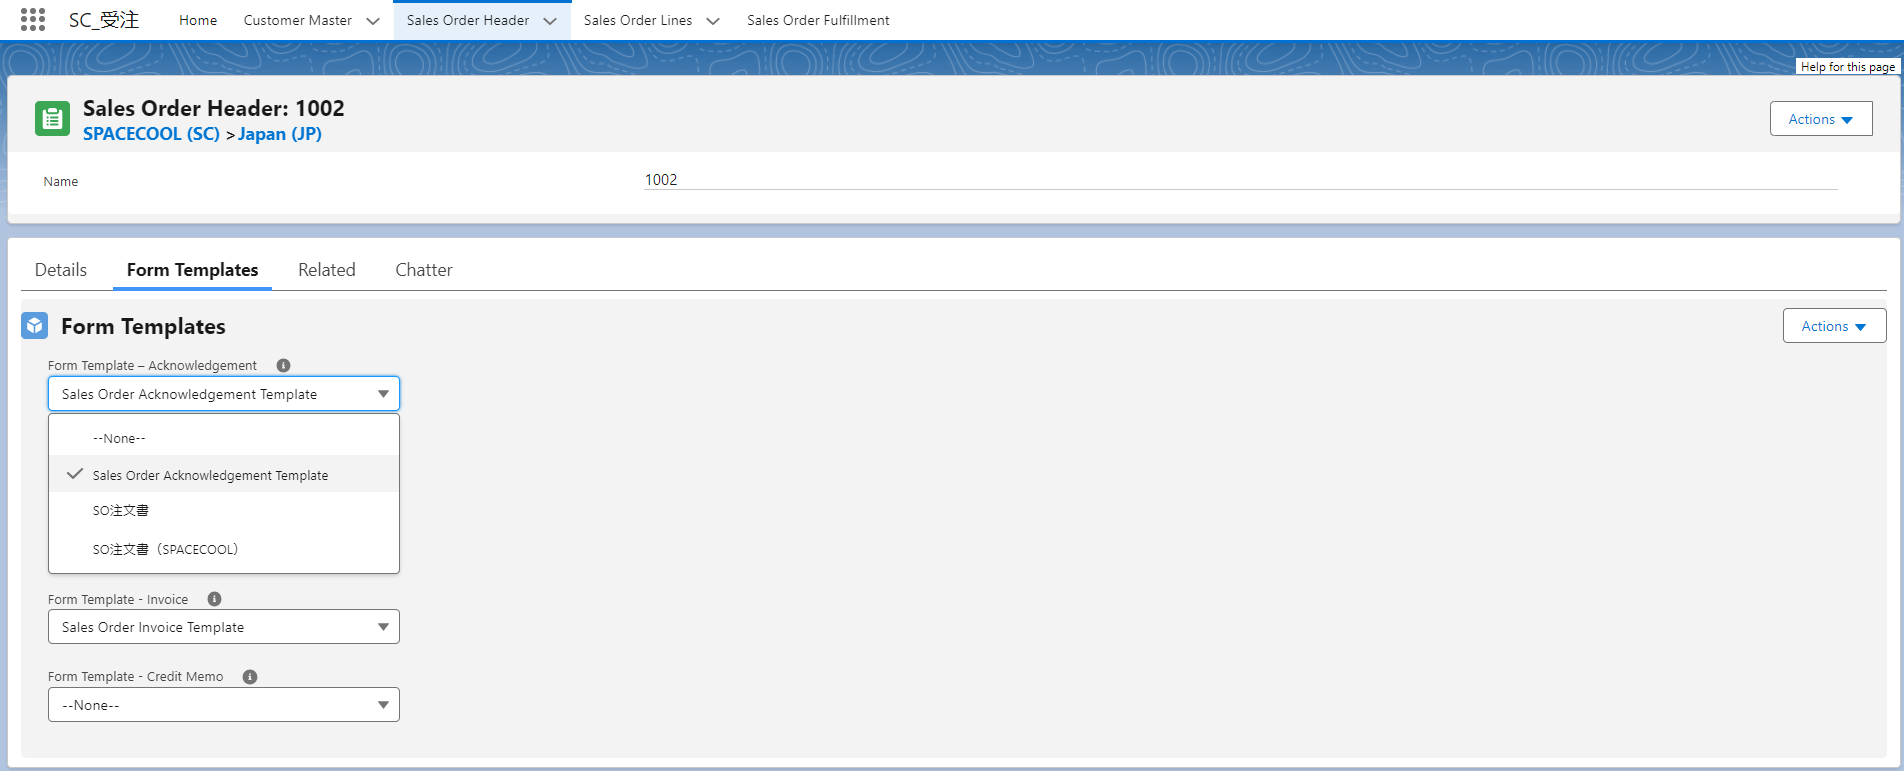 SC_受注 Home Customer Master Sales Order Header Sales Order Lines Sales Order Fulfillment
Help for this page
Sales Order Header: 1002
SPACECOOL (SC) >Japan (JP)
Actions
Name 1002
Details Form Templates Related Chatter
Form Templates
Actions
Form Template – Acknowledgement
Sales Order Acknowledgement Template
--None--
Sales Order Acknowledgement Template
SO注文書
SO注文書（SPACECOOL）
Form Template - Invoice
Sales Order Invoice Template
Form Template - Credit Memo
--None--